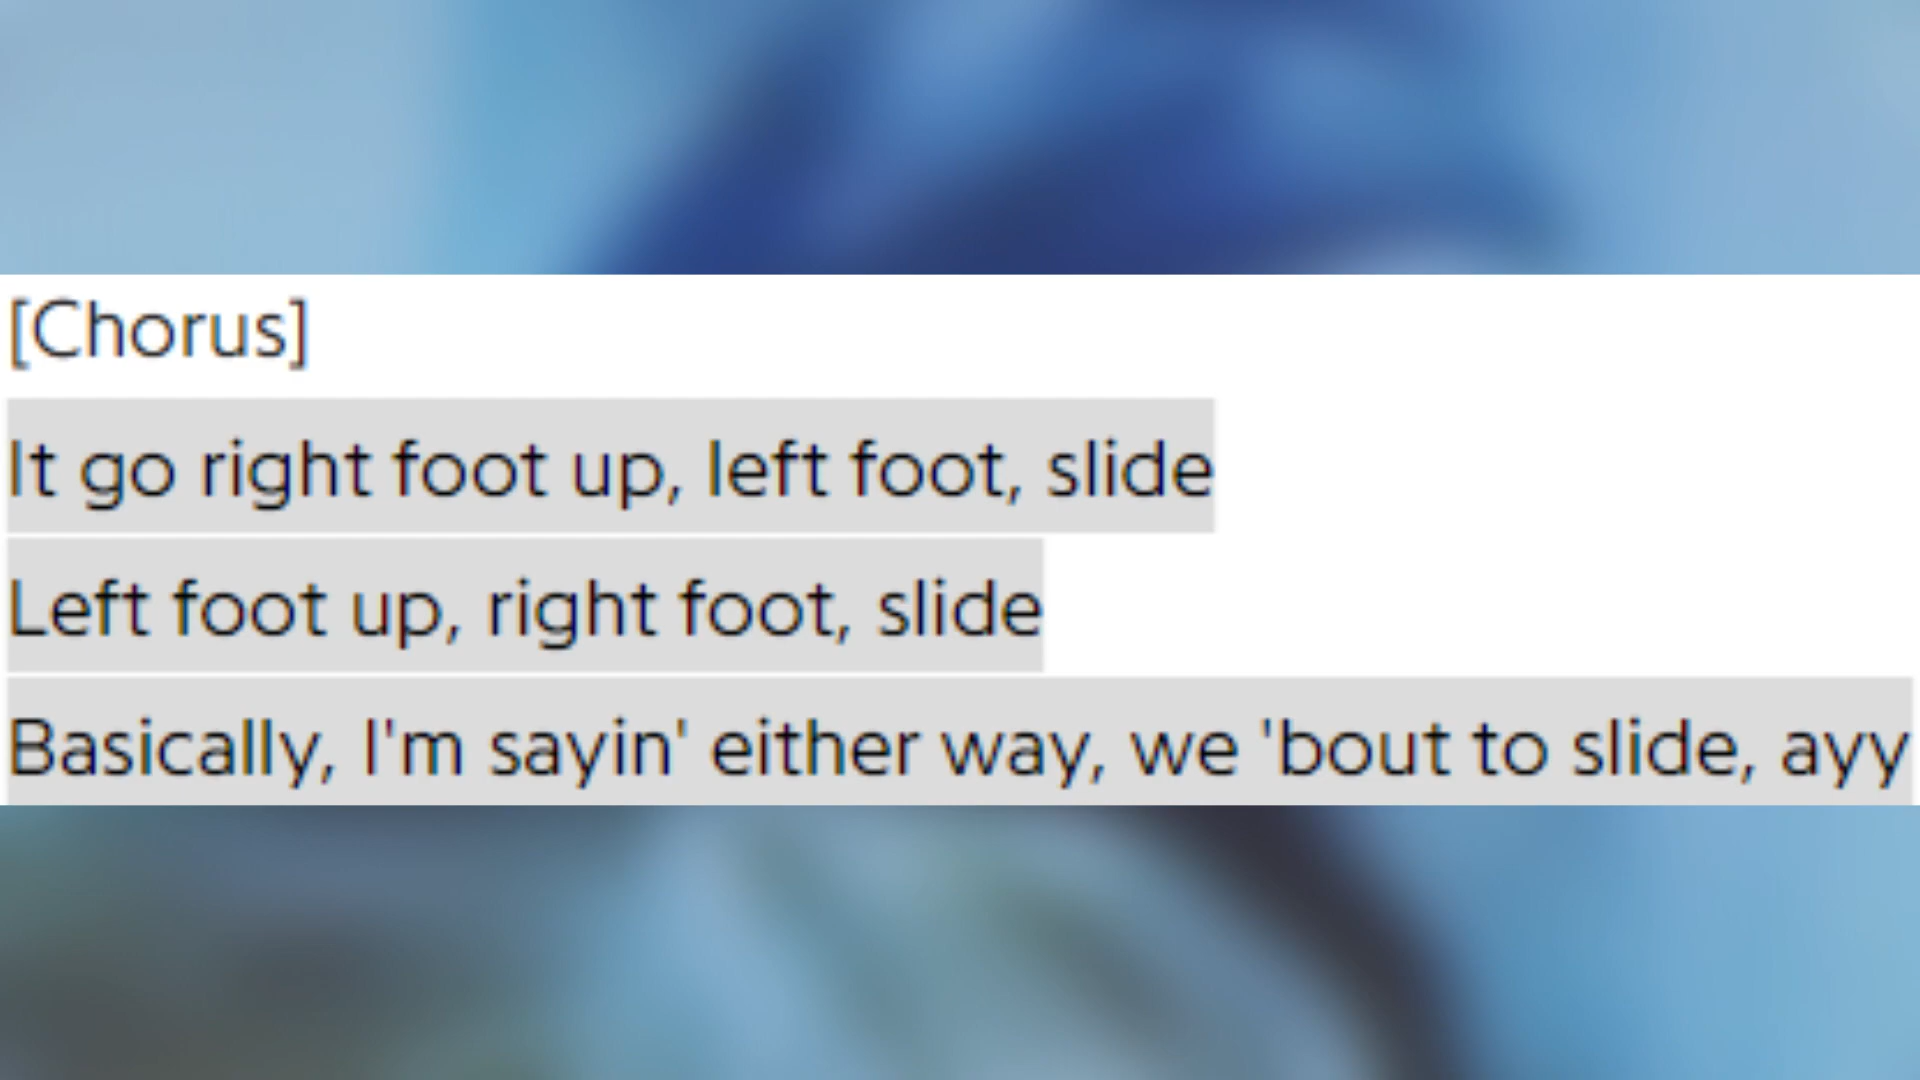 [Chorus]
It go right foot up, left foot, slide
Left foot up, right foot, slide
Basically, I'm sayin' either way, we 'bout to slide, ayy